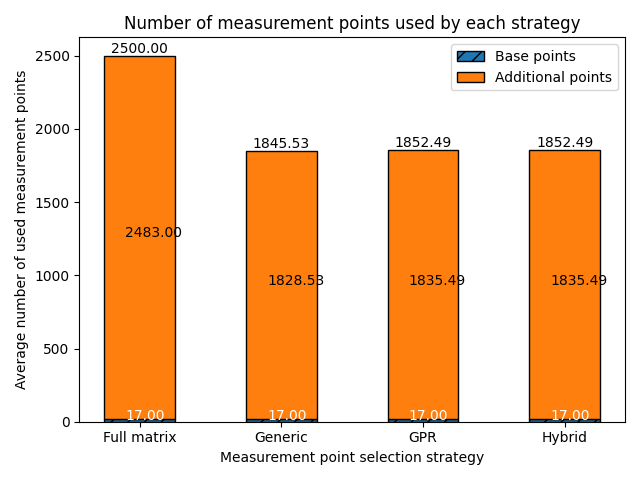 Number of measurement points used by each strategy
Average number of used measurement points
2500
2000
1500
1000
500
0
Base points
Additional points
2500.00
1845.53
1852.49
1852.49
2483.00
1828.53
1835.49
1835.49
17.00
17.00
17.00
17.00
Full matrix
Generic
GPR
Hybrid
Measurement point selection strategy